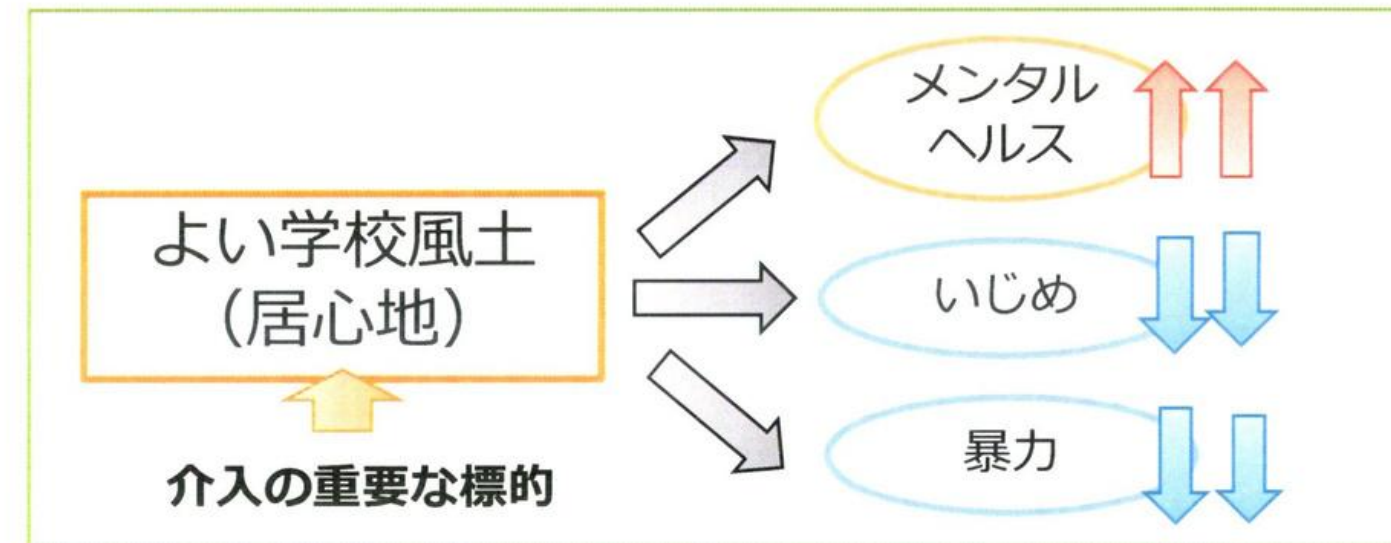 メンタル
ヘルス
よい学校風土
（居心地）
いじめ
暴力
介入の重要な標的